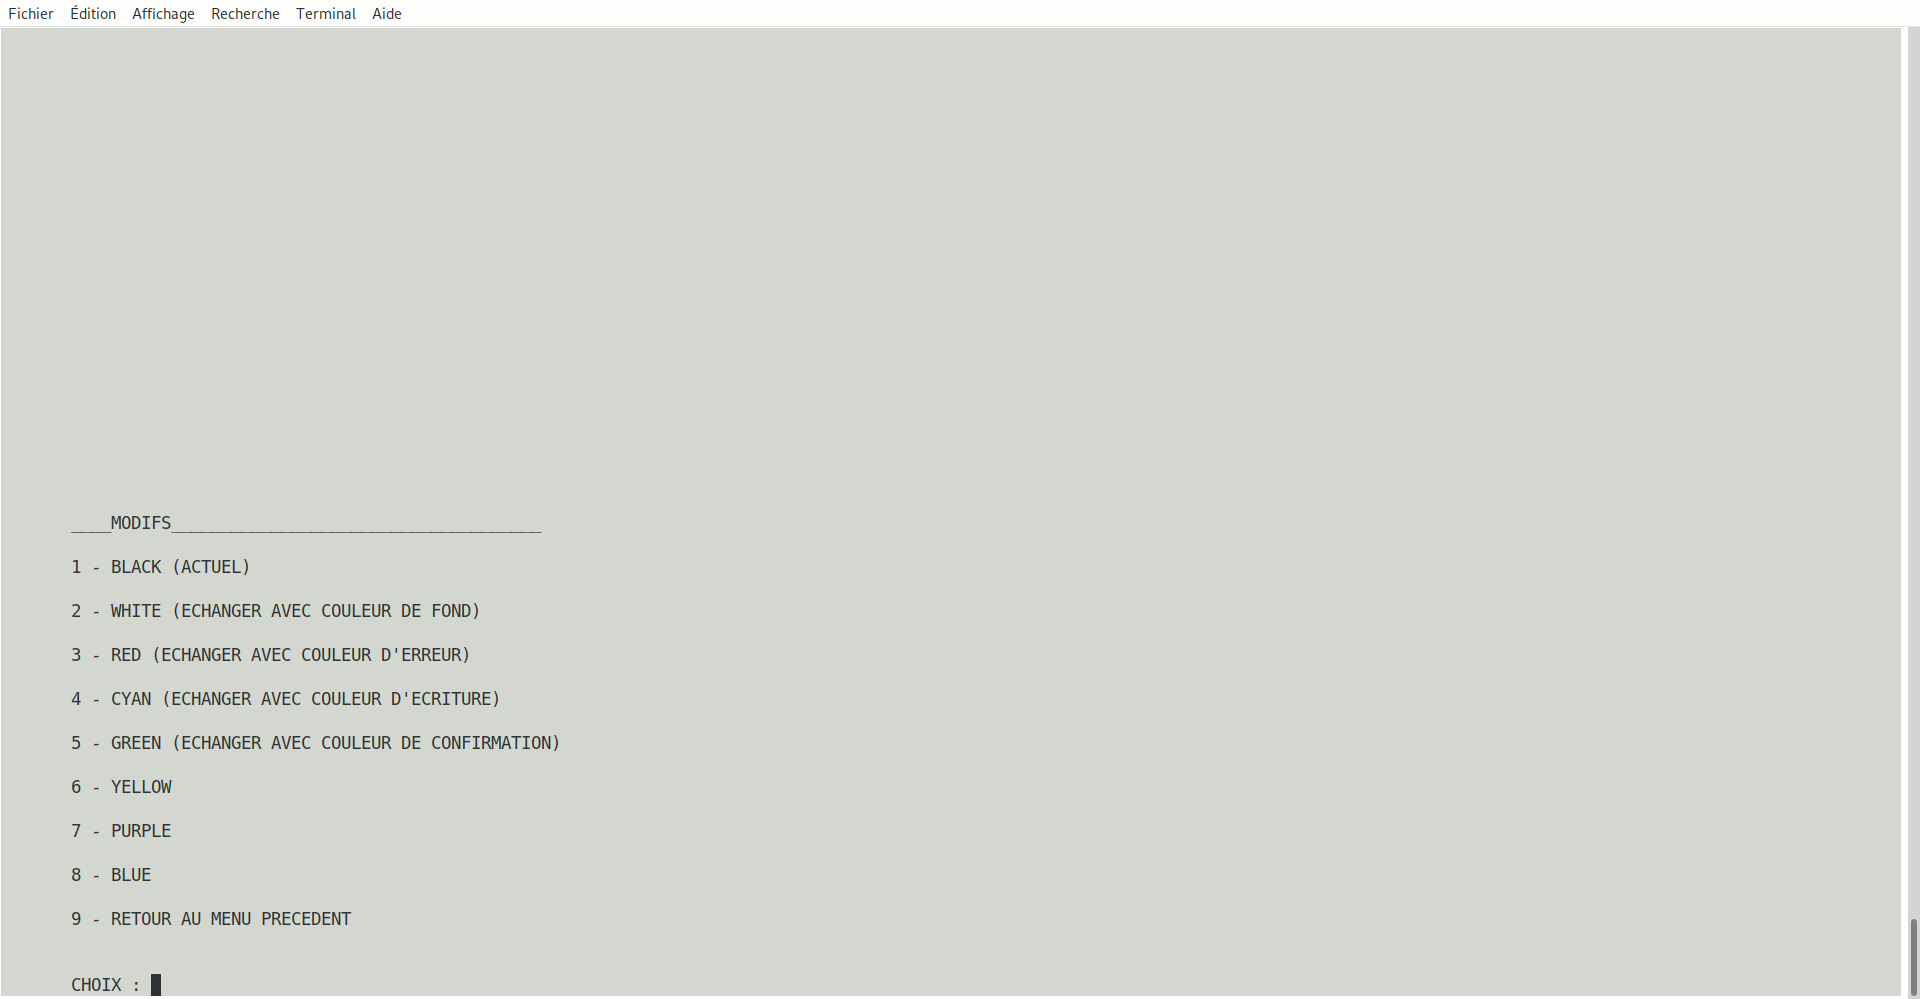 Fichier Édition Affichage Recherche Terminal Aide
____MODIFS_____________________________________
1 - BLACK (ACTUEL)
2 - WHITE (ECHANGER AVEC COULEUR DE FOND)
3 - RED (ECHANGER AVEC COULEUR D'ERREUR)
4 - CYAN (ECHANGER AVEC COULEUR D'ECRITURE)
5 - GREEN (ECHANGER AVEC COULEUR DE CONFIRMATION)
6 - YELLOW
7 - PURPLE
8 - BLUE
9 - RETOUR AU MENU PRECEDENT
CHOIX :